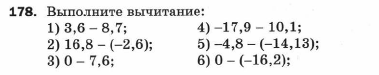 178. Выполните вычитание:
1) 3,6 – 8,7; 4) –17,9 – 10,1;
2) 16,8 – (–2,6); 5) –4,8 – (–14,13);
3) 0 – 7,6; 6) 0 – (–16,2);